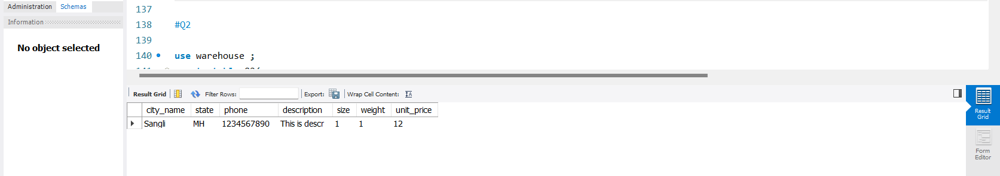 Administration Schemas
Information
No object selected
137
138 #Q2
139
140 use warehouse ;
Result Grid Filter Rows: Export: Wrap Cell Content:
city_name state phone description size weight unit_price
Sangli MH 1234567890 This is descr 1 1 12
Result
Grid
Form
Editor